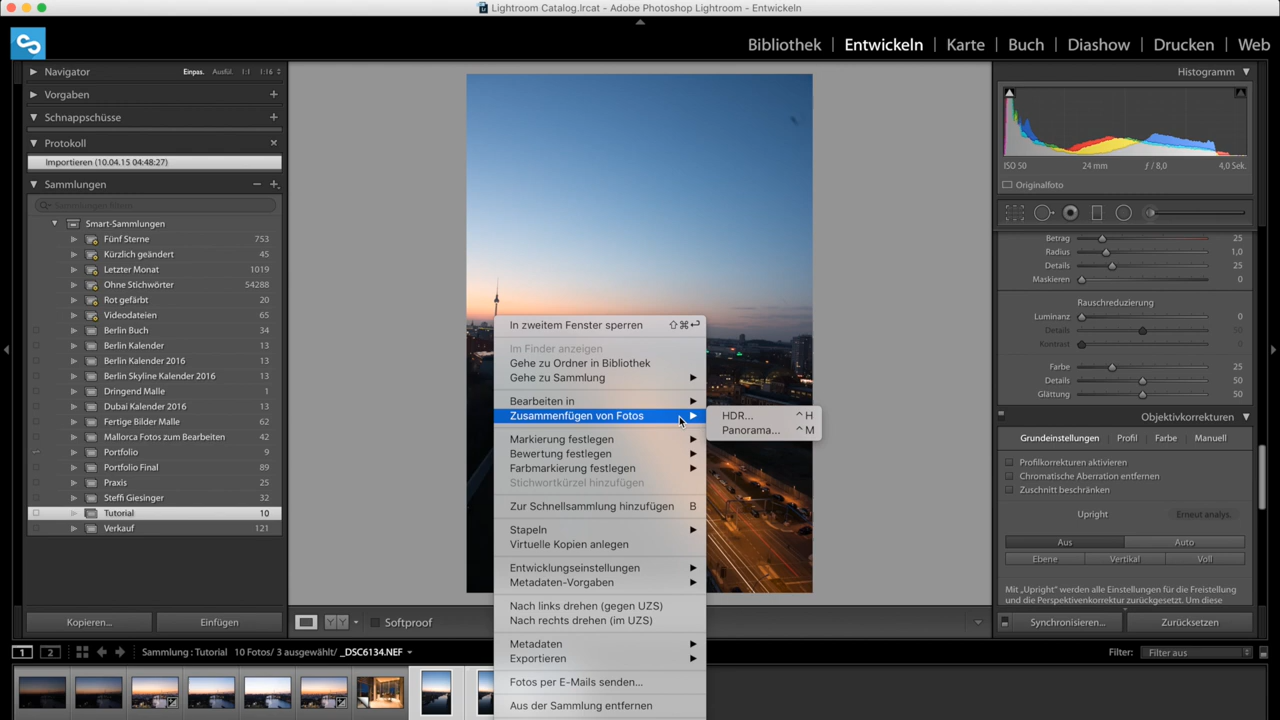 Lightroom Catalog.lrcat - Adobe Photoshop Lightroom - Entwickeln
Bibliothek | Entwickeln | Karte | Buch | Diashow | Drucken | Web
Navigator Einpas. Ausfül. 1:1 1:16
Vorgaben
Schnappschüsse
Protokoll
Importieren (10.04.15 04:48:27)
Sammlungen
Sammlungen filtern
Smart-Sammlungen
Fünf Sterne 753
Kürzlich geändert 45
Letzter Monat 1019
Ohne Stichwörter 54288
Rot gefärbt 20
Videodateien 65
Berlin Buch 34
Berlin Kalender 13
Berlin Kalender 2016 13
Berlin Skyline Kalender 2016 13
Dringend Malle 11
Dubai Kalender 2016 13
Fertige Bilder Malle 21
Mallorca Fotos zum Bearbeiten 44
Portfolio 9
Portfolio Final 89
Praxis 25
Steffi Giesinger 32
Tutorial 10
Verkauf 121
Kopieren... Einfügen
In zweitem Fenster sperren ⇧⌘↩
Im Finder anzeigen
Gehe zu Ordner in Bibliothek
Gehe zu Sammlung
Bearbeiten in
Zusammenfügen von Fotos
HDR... ^H
Panorama... ^M
Markierung festlegen
Bewertung festlegen
Farbmarkierung festlegen
Stichwortkürzel hinzufügen
Zur Schnellsammlung hinzufügen B
Stapeln
Virtuelle Kopien anlegen
Entwicklungseinstellungen
Metadaten-Vorgaben
Nach links drehen (gegen UZS)
Nach rechts drehen (im UZS)
Metadaten
Exportieren
Fotos per E-Mails senden...
Aus der Sammlung entfernen
Histogramm
ISO 50 24 mm ƒ / 8,0 4,0 Sek.
Originalfoto
Betrag 25
Radius 1,0
Details 25
Maskieren 0
Rauschreduzierung
Luminanz 0
Details 50
Kontrast 0
Farbe 25
Details 50
Glättung 50
Objektivkorrekturen
Grundeinstellungen Profil Farbe Manuell
Profilkorrekturen aktivieren
Chromatische Aberration entfernen
Zuschnitt beschränken
Upright Erneut analys.
Aus Auto
Ebene Vertikal Voll
Mit „Upright“ werden alle Einstellungen für die Freistellung
und die Perspektivenkorrektur zurückgesetzt. Um diese
Synchronisieren... Zurücksetzen
YY Softproof
1 2 Sammlung : Tutorial 10 Fotos/ 3 ausgewählt/ _DSC6134.NEF
Filter: Filter aus